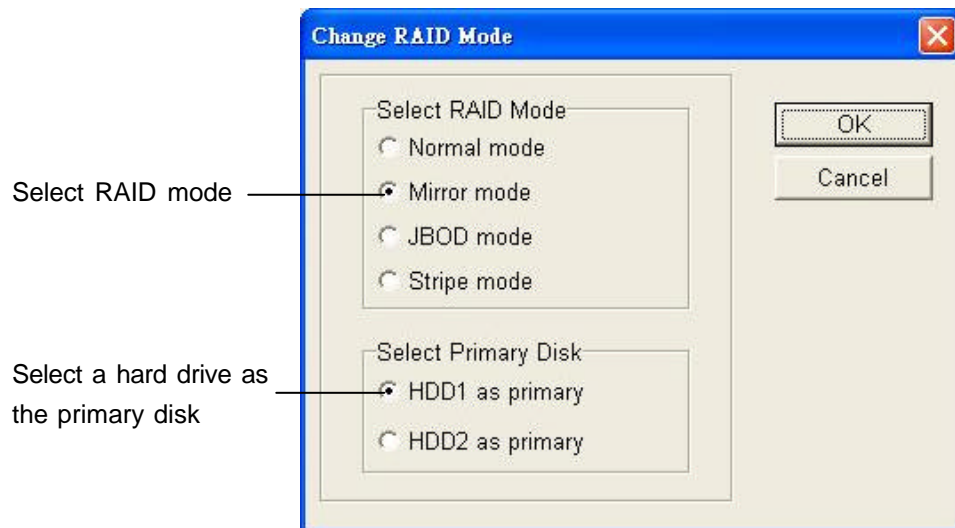 Change RAID Mode
Select RAID Mode
Normal mode
Mirror mode
JBOD mode
Stripe mode
OK
Cancel
Select RAID mode
Select Primary Disk
HDD1 as primary
HDD2 as primary
Select a hard drive as
the primary disk